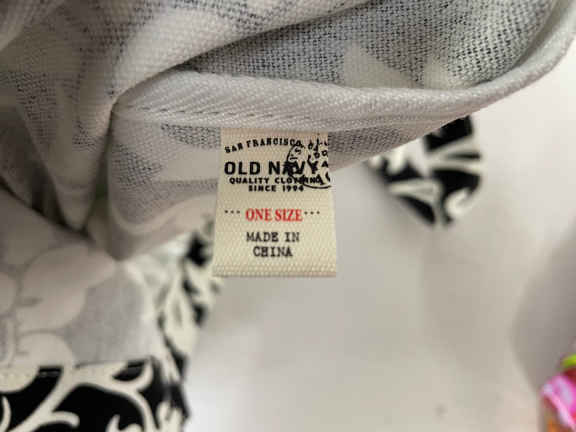 SAN FRANCISCO
OLD NAVY
QUALITY CLOTHING
SINCE 1994
••• ONE SIZE •••
MADE IN
CHINA